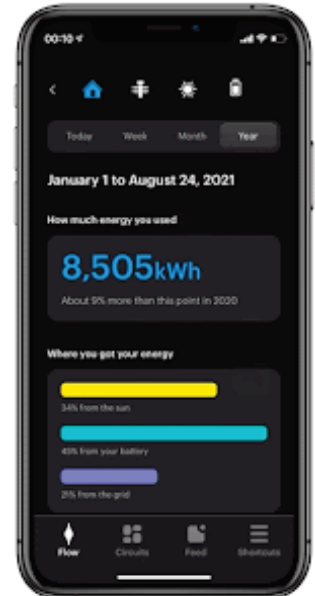 00:10
Today Week Month Year
January 1 to August 24, 2021
How much energy you used
8,505kWh
About 9% more than this point in 2020
Where you got your energy
34% from the sun
45% from your battery
21% from the grid
Flow Circuits Feed Shortcuts